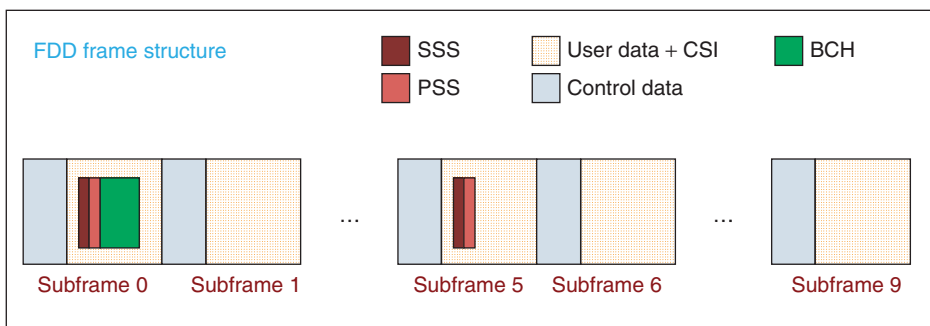 FDD frame structure
SSS
User data + CSI
BCH
PSS
Control data
...
...
Subframe 0
Subframe 1
Subframe 5
Subframe 6
Subframe 9